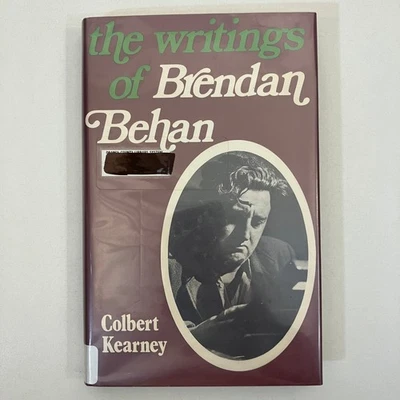 the writings
of Brendan
Behan
Colbert
Kearney